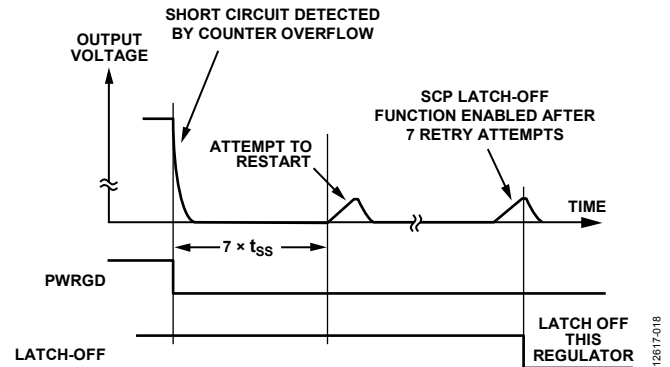 SHORT CIRCUIT DETECTED
BY COUNTER OVERFLOW
OUTPUT
VOLTAGE
SCP LATCH-OFF
FUNCTION ENABLED AFTER
7 RETRY ATTEMPTS
ATTEMPT TO
RESTART
TIME
7 × tSS
PWRGD
LATCH OFF
THIS
REGULATOR
LATCH-OFF
12617-018